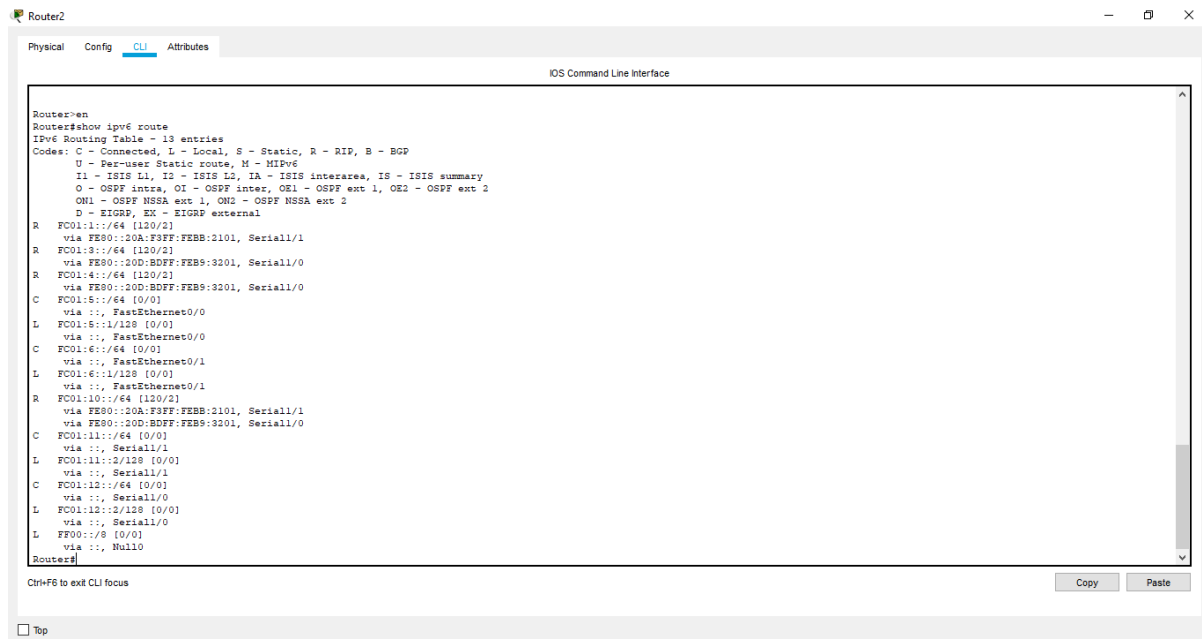 Router2
Physical Config CLI Attributes
IOS Command Line Interface
Router>en
Router#show ipv6 route
IPv6 Routing Table - 13 entries
Codes: C - Connected, L - Local, S - Static, R - RIP, B - BGP
U - Per-user Static route, M - MIPv6
I1 - ISIS L1, I2 - ISIS L2, IA - ISIS interarea, IS - ISIS summary
O - OSPF intra, OI - OSPF inter, OE1 - OSPF ext 1, OE2 - OSPF ext 2
ON1 - OSPF NSSA ext 1, ON2 - OSPF NSSA ext 2
D - EIGRP, EX - EIGRP external
R FC01:1::/64 [120/2]
via FE80::20A:F3FF:FEBB:2101, Serial1/1
R FC01:3::/64 [120/2]
via FE80::20D:BDFF:FEB9:3201, Serial1/0
R FC01:4::/64 [120/2]
via FE80::20D:BDFF:FEB9:3201, Serial1/0
C FC01:5::/64 [0/0]
via ::, FastEthernet0/0
L FC01:5::1/128 [0/0]
via ::, FastEthernet0/0
C FC01:6::/64 [0/0]
via ::, FastEthernet0/1
L FC01:6::1/128 [0/0]
via ::, FastEthernet0/1
R FC01:10::/64 [120/2]
via FE80::20A:F3FF:FEBB:2101, Serial1/1
via FE80::20D:BDFF:FEB9:3201, Serial1/0
C FC01:11::/64 [0/0]
via ::, Serial1/1
L FC01:11::2/128 [0/0]
via ::, Serial1/1
C FC01:12::/64 [0/0]
via ::, Serial1/0
L FC01:12::2/128 [0/0]
via ::, Serial1/0
L FF00::/8 [0/0]
via ::, Null0
Router#
Ctrl+F6 to exit CLI focus
Copy Paste
Top